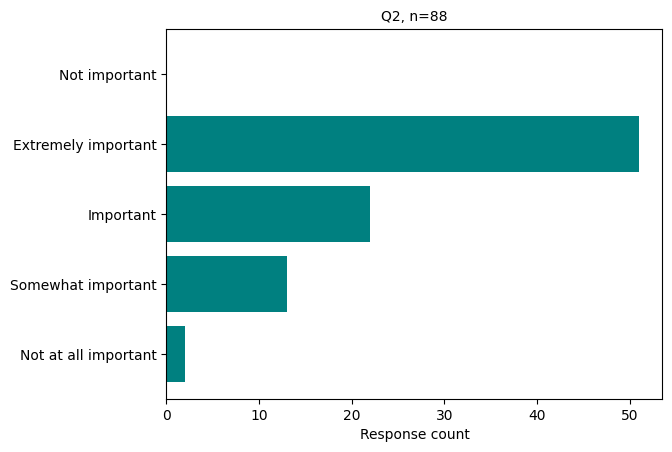 Q2, n=88
Not important
Extremely important
Important
Somewhat important
Not at all important
0 10 20 30 40 50
Response count